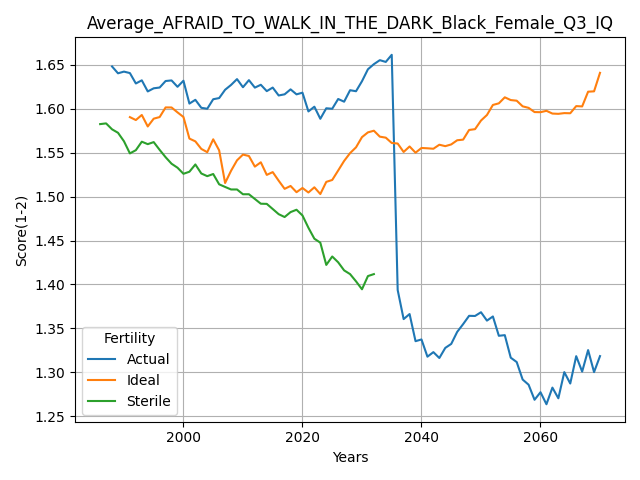 Average_AFRAID_TO_WALK_IN_THE_DARK_Black_Female_Q3_IQ
Score(1-2)
1.65
1.60
1.55
1.50
1.45
1.40
1.35
1.30
1.25
Fertility
Actual
Ideal
Sterile
2000
2020
2040
2060
Years